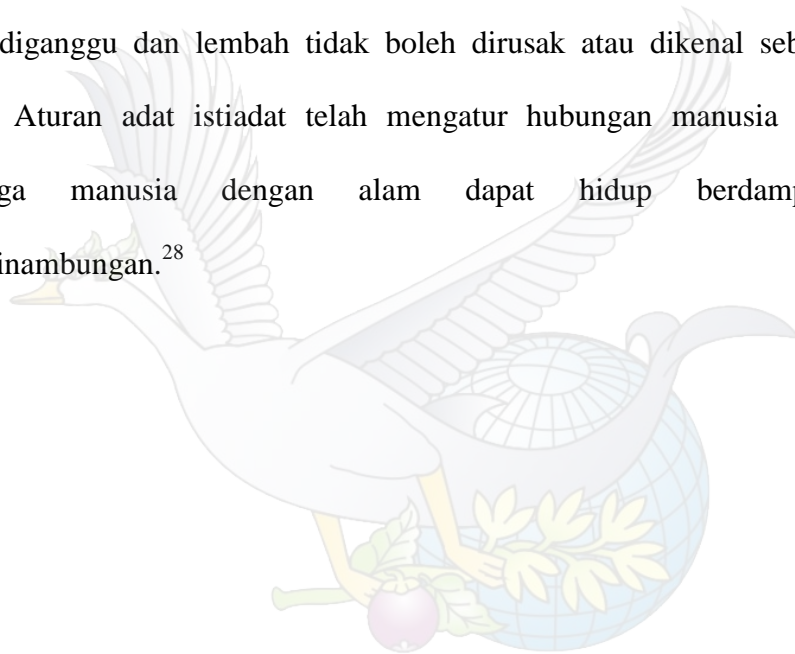 diganggu dan lembah tidak boleh dirusak atau dikenal seb
Aturan adat istiadat telah mengatur hubungan manusia
ga manusia dengan alam dapat hidup berdamp
inambungan.28